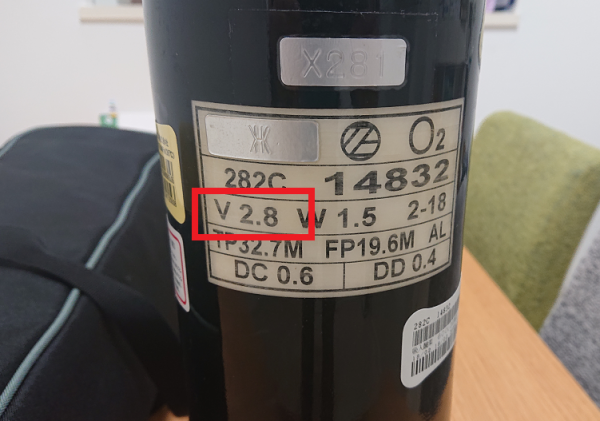 X281
O2
282C 14832
V 2.8 W 1.5 2-18
TP32.7M FP19.6M AL
DC 0.6 DD 0.4